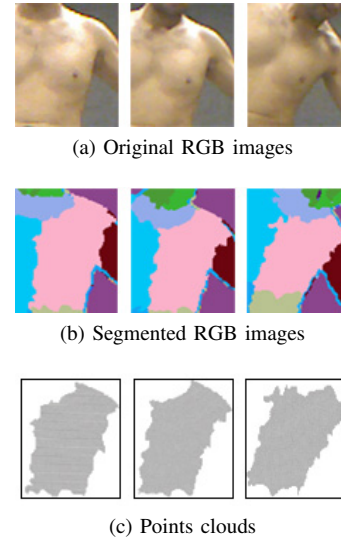 (a) Original RGB images
(b) Segmented RGB images
(c) Points clouds